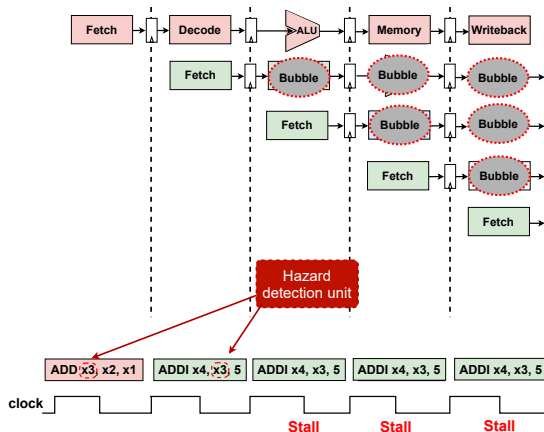 Fetch Decode ALU Memory Writeback
Fetch Bubble Bubble Bubble
Fetch Bubble Bubble
Fetch Bubble
Fetch
Hazard
detection unit
ADD x3, x2, x1 ADDI x4, x3, 5 ADDI x4, x3, 5 ADDI x4, x3, 5 ADDI x4, x3, 5
clock
Stall Stall Stall